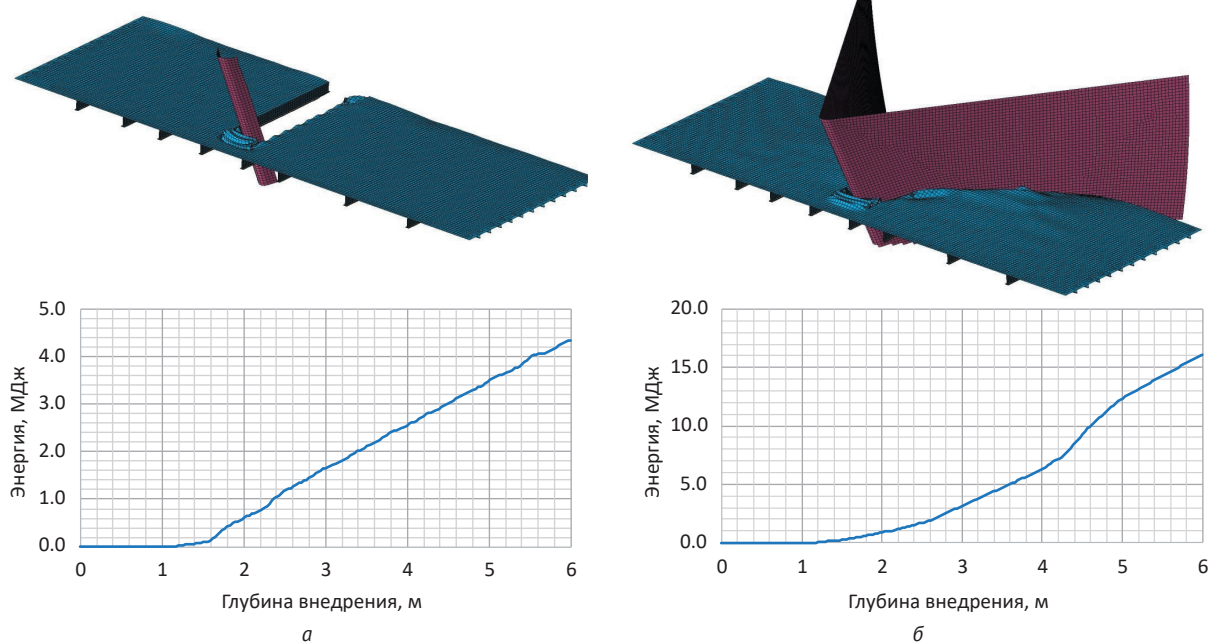 5.0
4.0
3.0
2.0
1.0
0.0
Энергия, МДж
0 1 2 3 4 5 6
Глубина внедрения, м
а
20.0
15.0
10.0
5.0
0.0
Энергия, МДж
0 1 2 3 4 5 6
Глубина внедрения, м
б